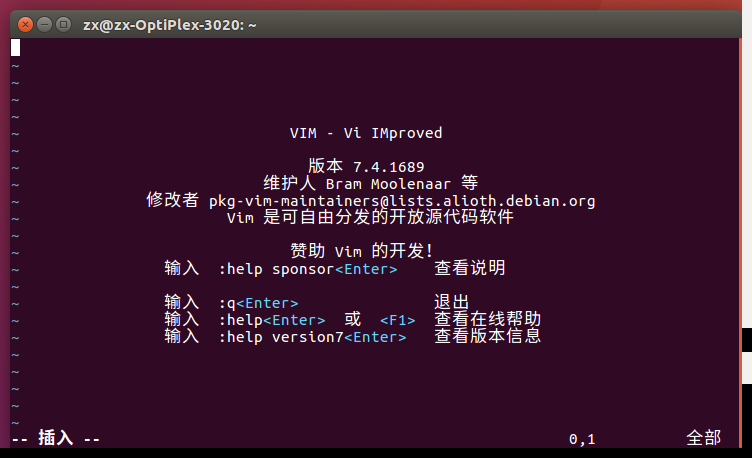 zx@zx-OptiPlex-3020: ~
~
~
~
~
~ VIM - Vi IMproved
~
~ 版本 7.4.1689
~ 维护人 Bram Moolenaar 等
~ 修改者 pkg-vim-maintainers@lists.alioth.debian.org
~ Vim 是可自由分发的开放源代码软件
~
~ 赞助 Vim 的开发!
~ 输入 :help sponsor<Enter> 查看说明
~
~ 输入 :q<Enter> 退出
~ 输入 :help<Enter> 或 <F1> 查看在线帮助
~ 输入 :help version7<Enter> 查看版本信息
~
~
~
~
~
-- 插入 -- 0,1 全部